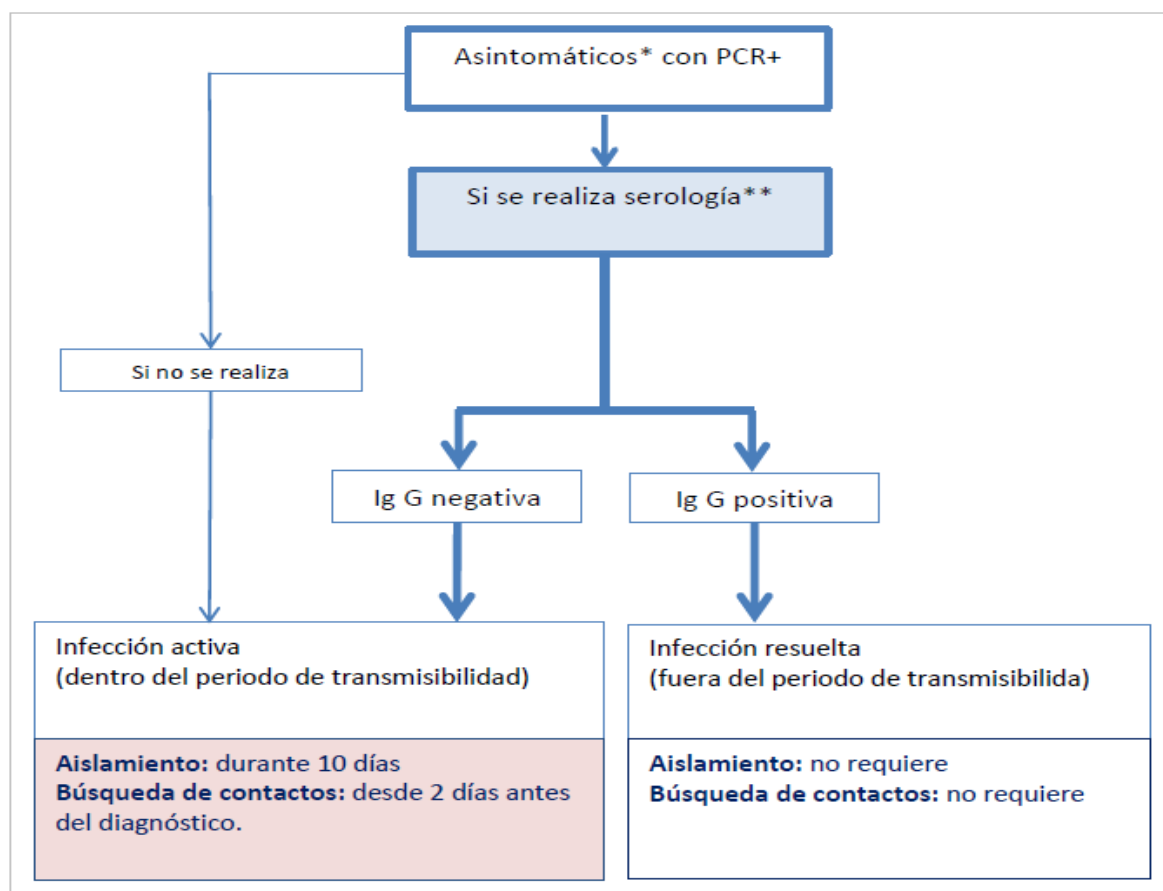 Asintomáticos* con PCR+
Si se realiza serología**
Si no se realiza
Ig G negativa
Ig G positiva
Infección activa
(dentro del periodo de transmisibilidad)
Aislamiento: durante 10 días
Búsqueda de contactos: desde 2 días antes
del diagnóstico.
Infección resuelta
(fuera del periodo de transmisibilida)
Aislamiento: no requiere
Búsqueda de contactos: no requiere